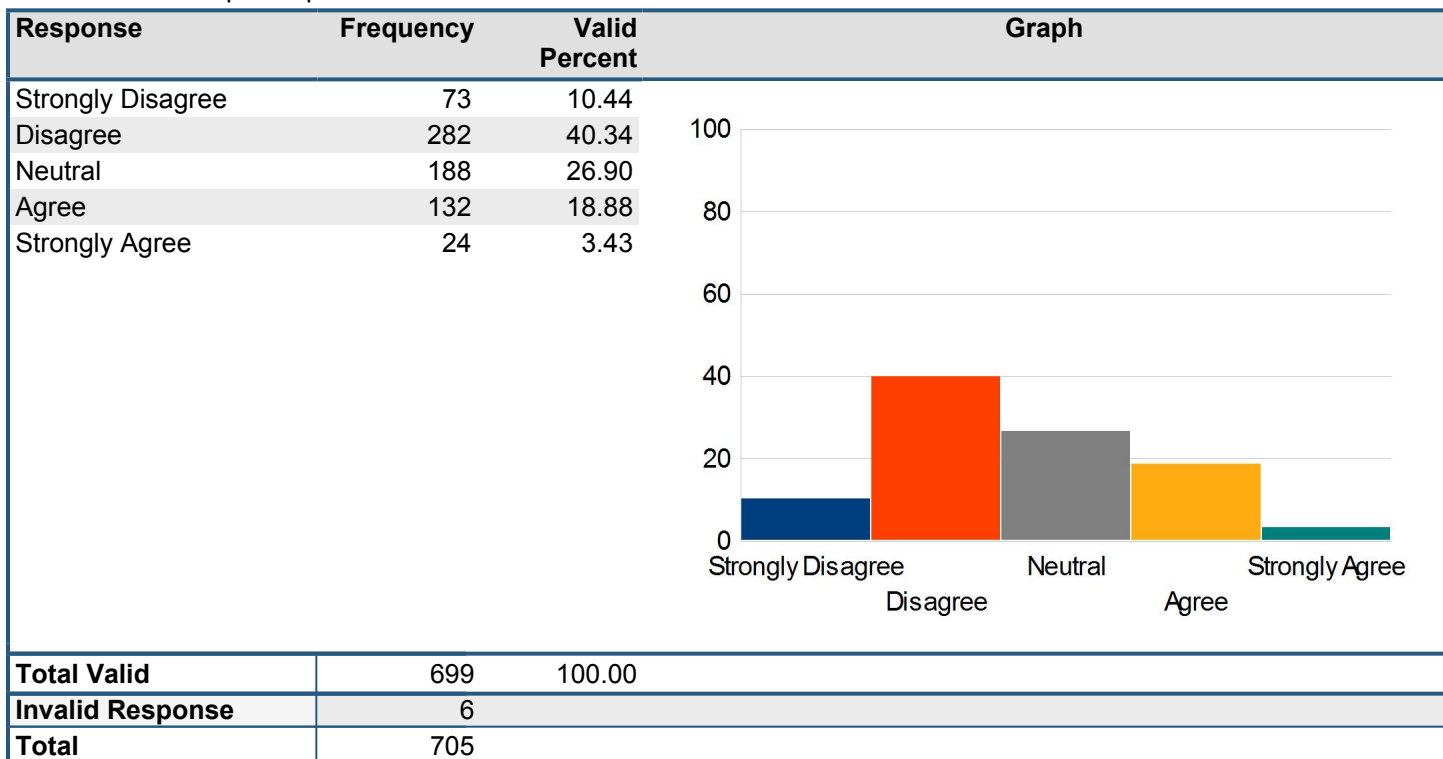 Response Frequency Valid Percent Graph
Strongly Disagree 73 10.44
Disagree 282 40.34
Neutral 188 26.90
Agree 132 18.88
Strongly Agree 24 3.43
100
80
60
40
20
0
Strongly Disagree Neutral Strongly Agree
Disagree Agree
Total Valid 699 100.00
Invalid Response 6
Total 705